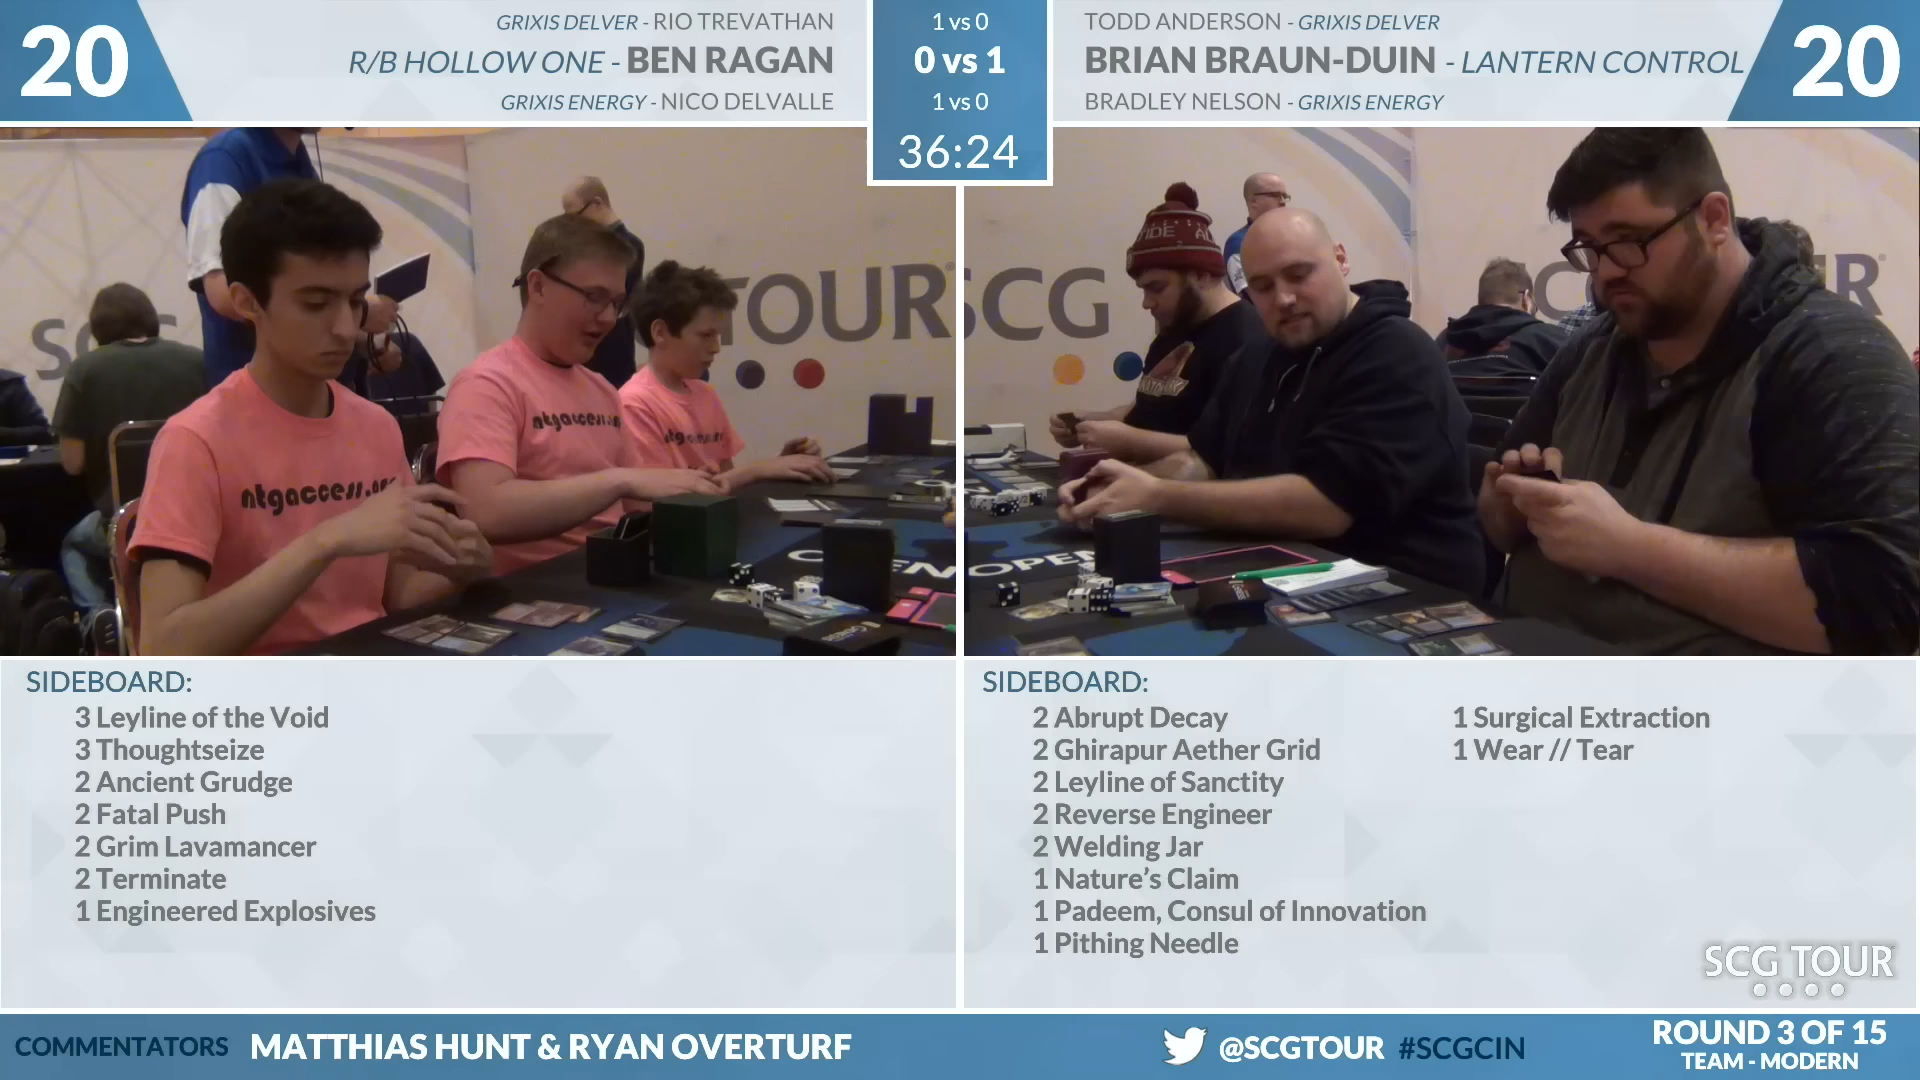 20
GRIXIS DELVER - RIO TREVATHAN
R/B HOLLOW ONE - BEN RAGAN
GRIXIS ENERGY - NICO DELVALLE
1 vs 0
0 vs 1
1 vs 0
36:24
TODD ANDERSON - GRIXIS DELVER
BRIAN BRAUN-DUIN - LANTERN CONTROL
BRADLEY NELSON - GRIXIS ENERGY
20
TOUR
SCG
OPEN
SIDEBOARD:
3 Leyline of the Void
3 Thoughtseize
2 Ancient Grudge
2 Fatal Push
2 Grim Lavamancer
2 Terminate
1 Engineered Explosives
SIDEBOARD:
2 Abrupt Decay
2 Ghirapur Aether Grid
2 Leyline of Sanctity
2 Reverse Engineer
2 Welding Jar
1 Nature's Claim
1 Padeem, Consul of Innovation
1 Pithing Needle
1 Surgical Extraction
1 Wear // Tear
SCG TOUR
COMMENTATORS MATTHIAS HUNT & RYAN OVERTURF
@SCGTOUR #SCGCIN
ROUND 3 OF 15
TEAM - MODERN